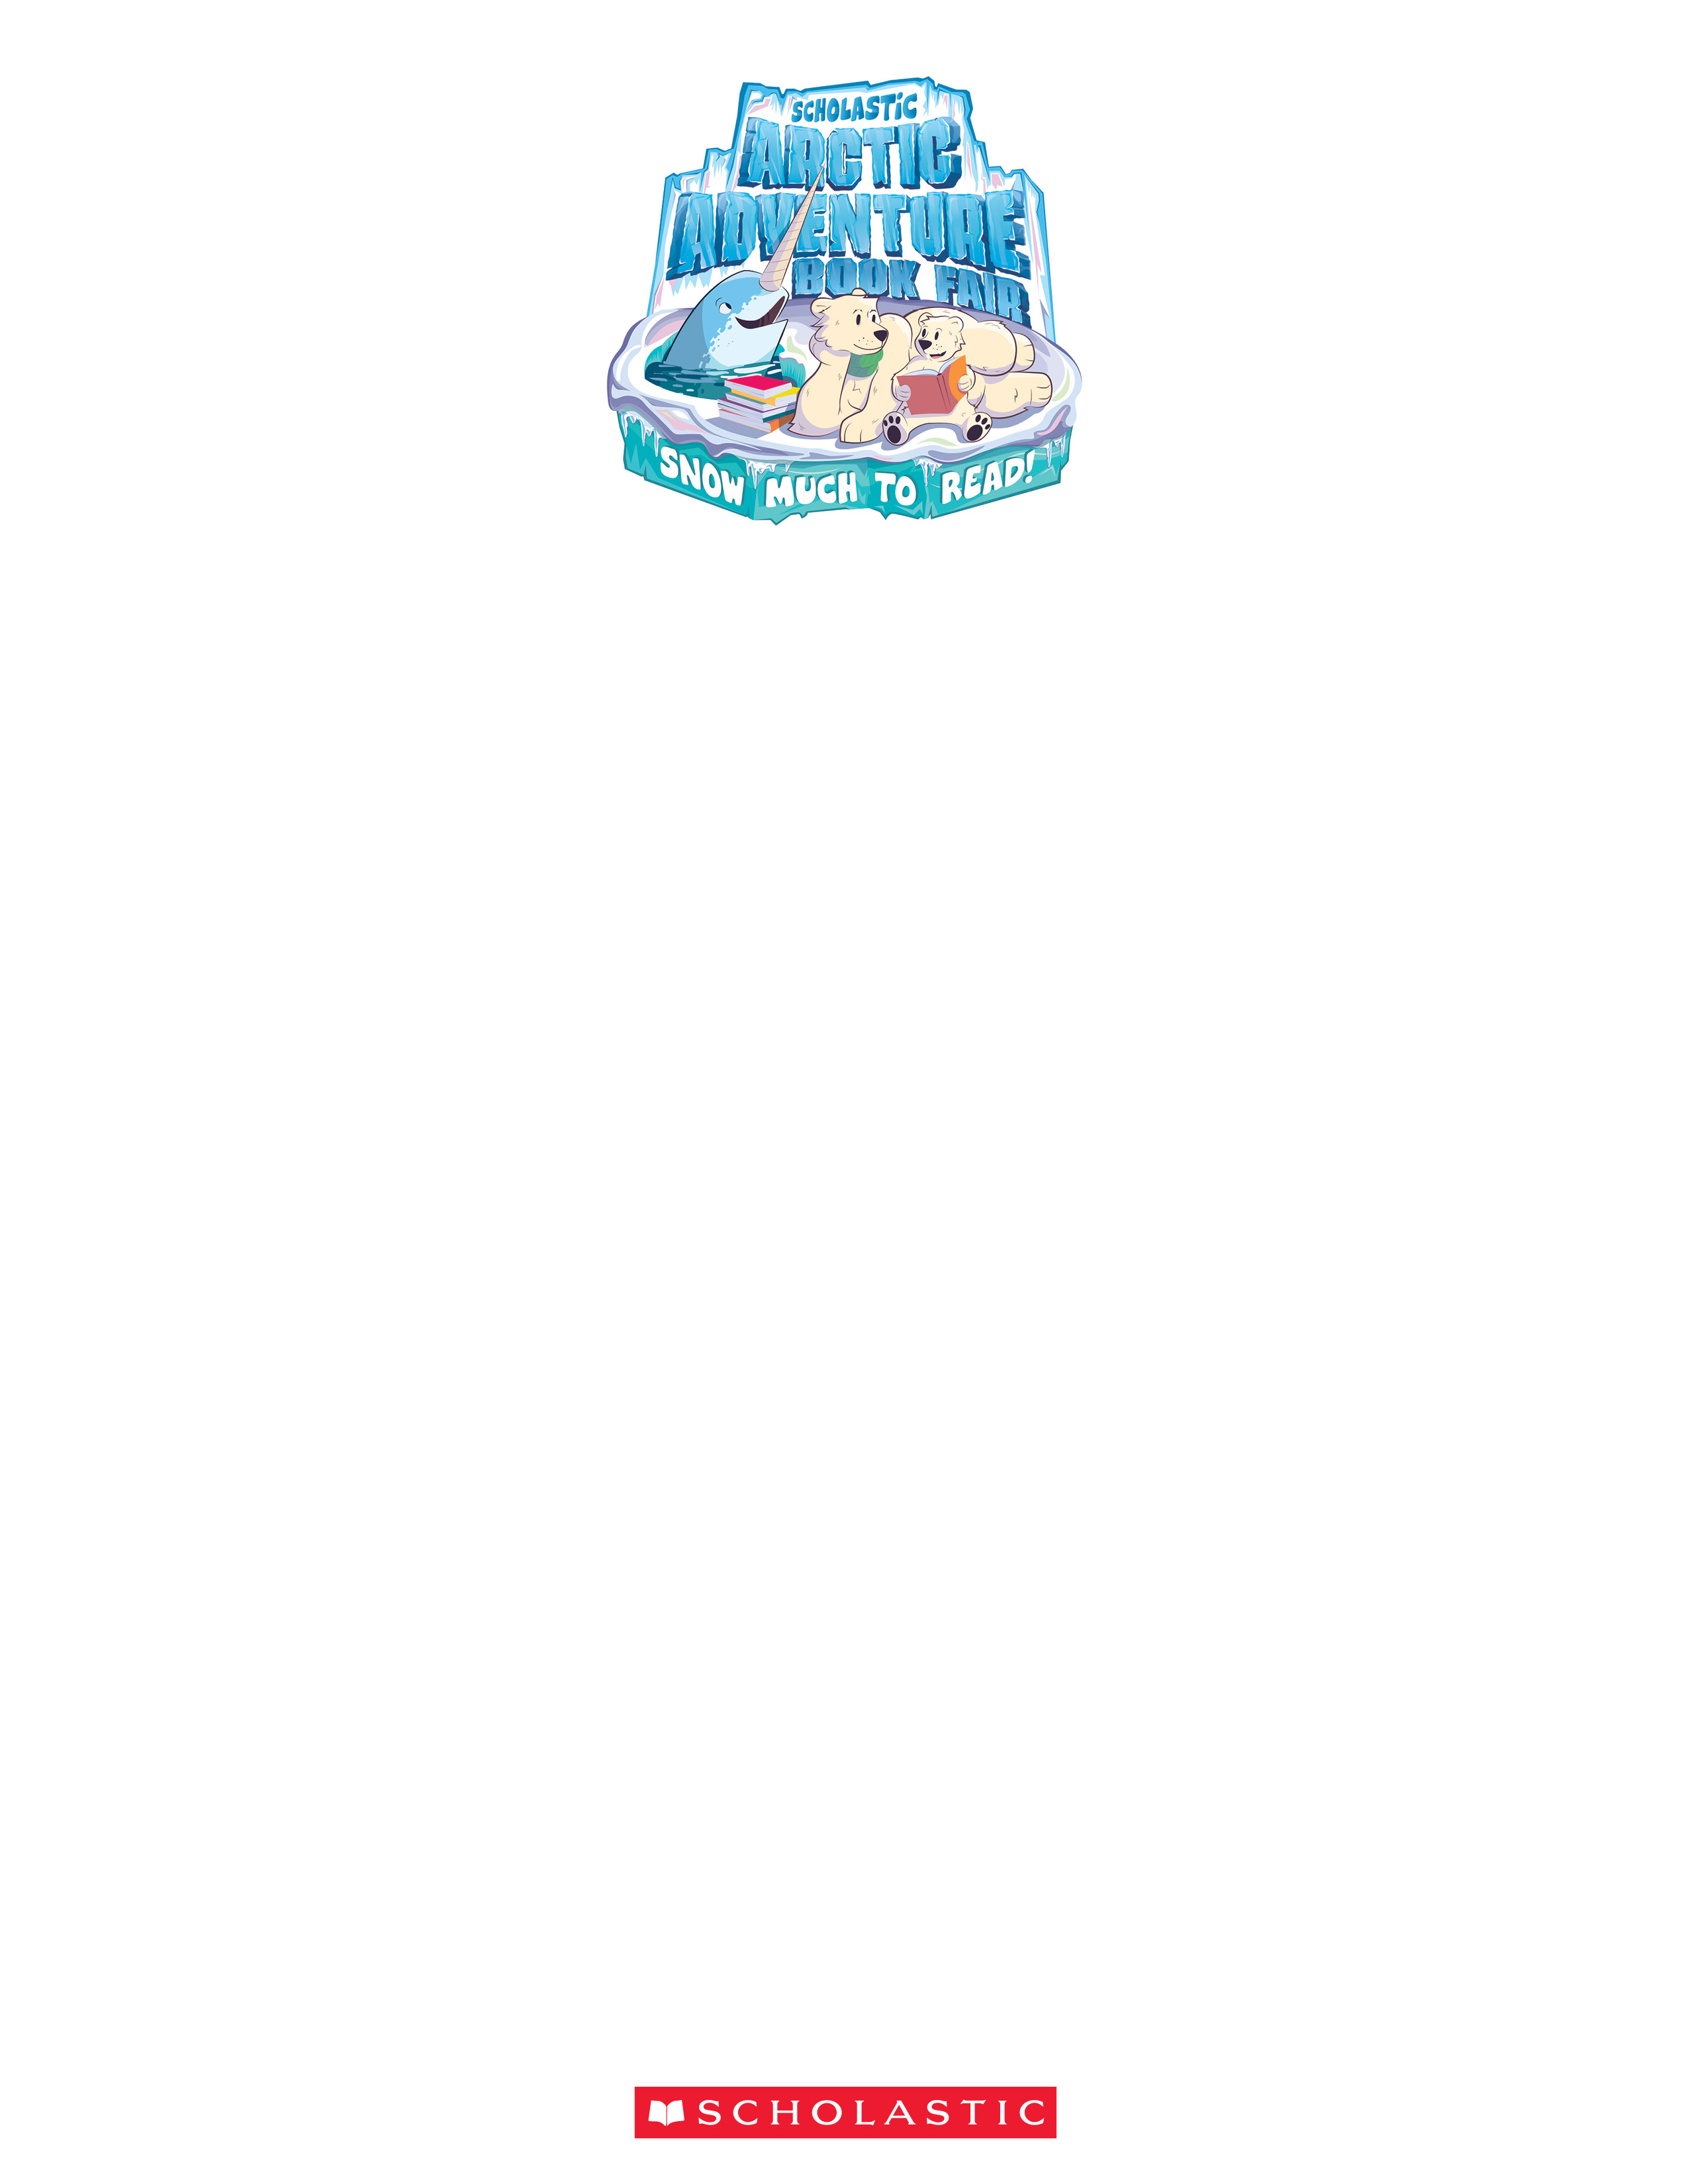 SCHOLASTiC
ARCTIC
ADVENTURE
BOOK FAIR
SNOW MUCH TO READ!
SCHOLASTIC